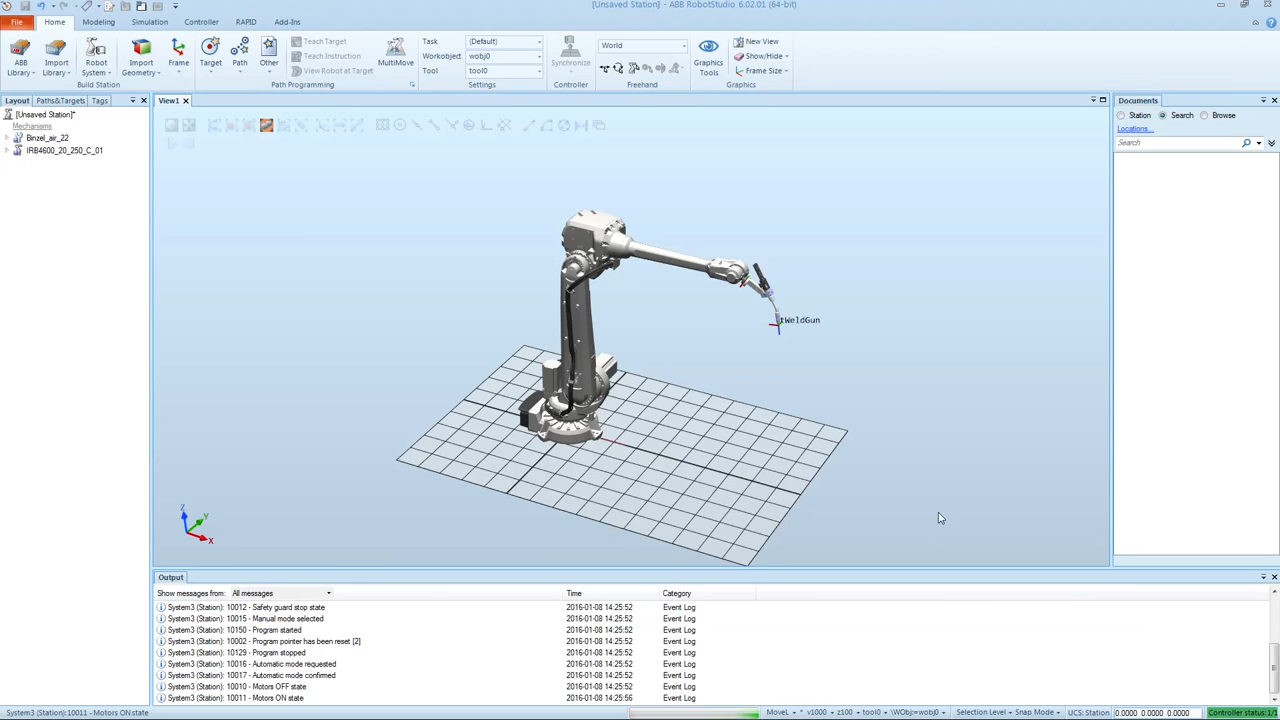 [Unsaved Station] - ABB RobotStudio 6.02.01 (64-bit)
File Home Modeling Simulation Controller RAPID Add-Ins
ABB Library
Import Library
Robot System
Import Geometry
Frame
Build Station
Target
Path
Other
Teach Target
Teach Instruction
View Robot at Target
MultiMove
Path Programming
Task (Default)
Workobject wobj0
Tool tool0
Settings
Synchronize
Controller
World
Freehand
Graphics Tools
New View
Show/Hide
Frame Size
Graphics
Layout Paths&Targets Tags
[Unsaved Station]*
Mechanisms
Binzel_air_22
IRB4600_20_250_C_01
View1
tWeldGun
Z
Y
X
Documents
Station Search Browse
Locations...
Search
Output
Show messages from: All messages Time Category
System3 (Station): 10012 - Safety guard stop state 2016-01-08 14:25:52 Event Log
System3 (Station): 10015 - Manual mode selected 2016-01-08 14:25:52 Event Log
System3 (Station): 10150 - Program started 2016-01-08 14:25:52 Event Log
System3 (Station): 10002 - Program pointer has been reset [2] 2016-01-08 14:25:52 Event Log
System3 (Station): 10129 - Program stopped 2016-01-08 14:25:52 Event Log
System3 (Station): 10016 - Automatic mode requested 2016-01-08 14:25:52 Event Log
System3 (Station): 10017 - Automatic mode confirmed 2016-01-08 14:25:52 Event Log
System3 (Station): 10010 - Motors OFF state 2016-01-08 14:25:52 Event Log
System3 (Station): 10011 - Motors ON state 2016-01-08 14:25:56 Event Log
System3 (Station):10011 - Motors ON state MoveL * v1000 z100 tool0 \WObj:=wobj0 Selection Level Snap Mode UCS: Station 0.0000 0.0000 0.0000 Controller status: 1/1